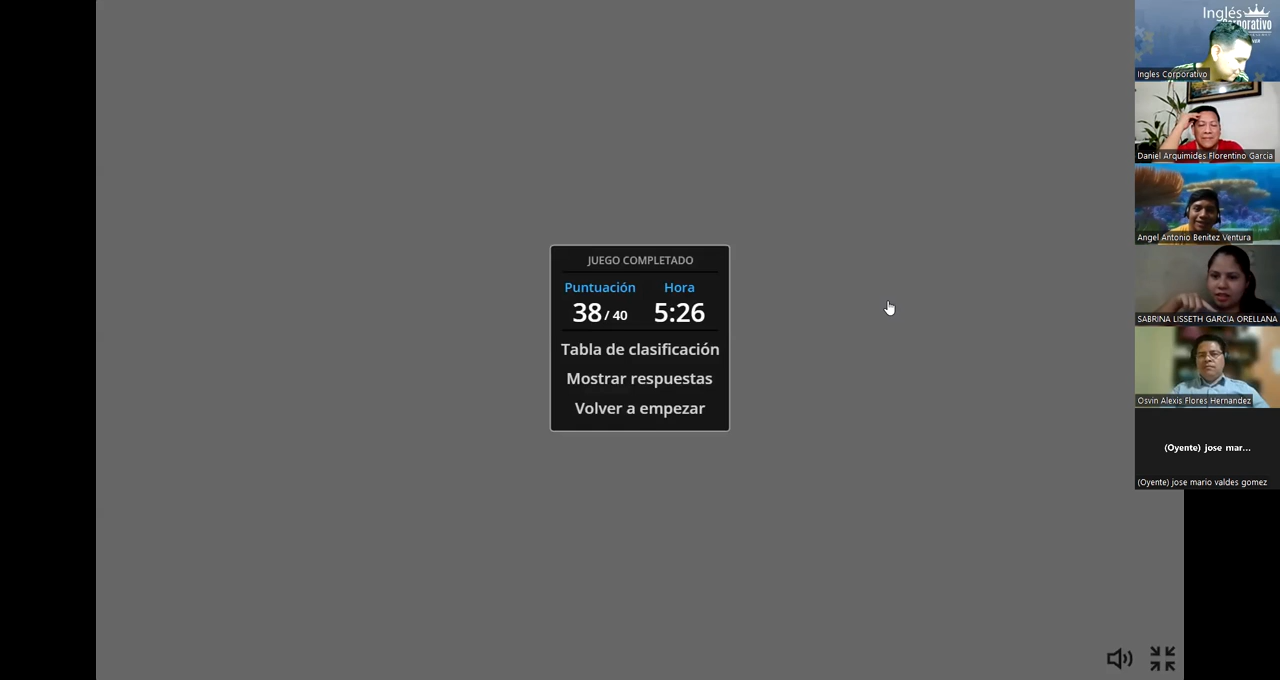 JUEGO COMPLETADO
Puntuación Hora
38 / 40 5:26
Tabla de clasificación
Mostrar respuestas
Volver a empezar
Inglés
Corporativo
Ingles Corporativo
Daniel Arquimides Florentino Garcia
Angel Antonio Benitez Ventura
SABRINA LISSETH GARCIA ORELLANA
Osvin Alexis Flores Hernandez
(Oyente) jose mar...
(Oyente) jose mario valdes gomez